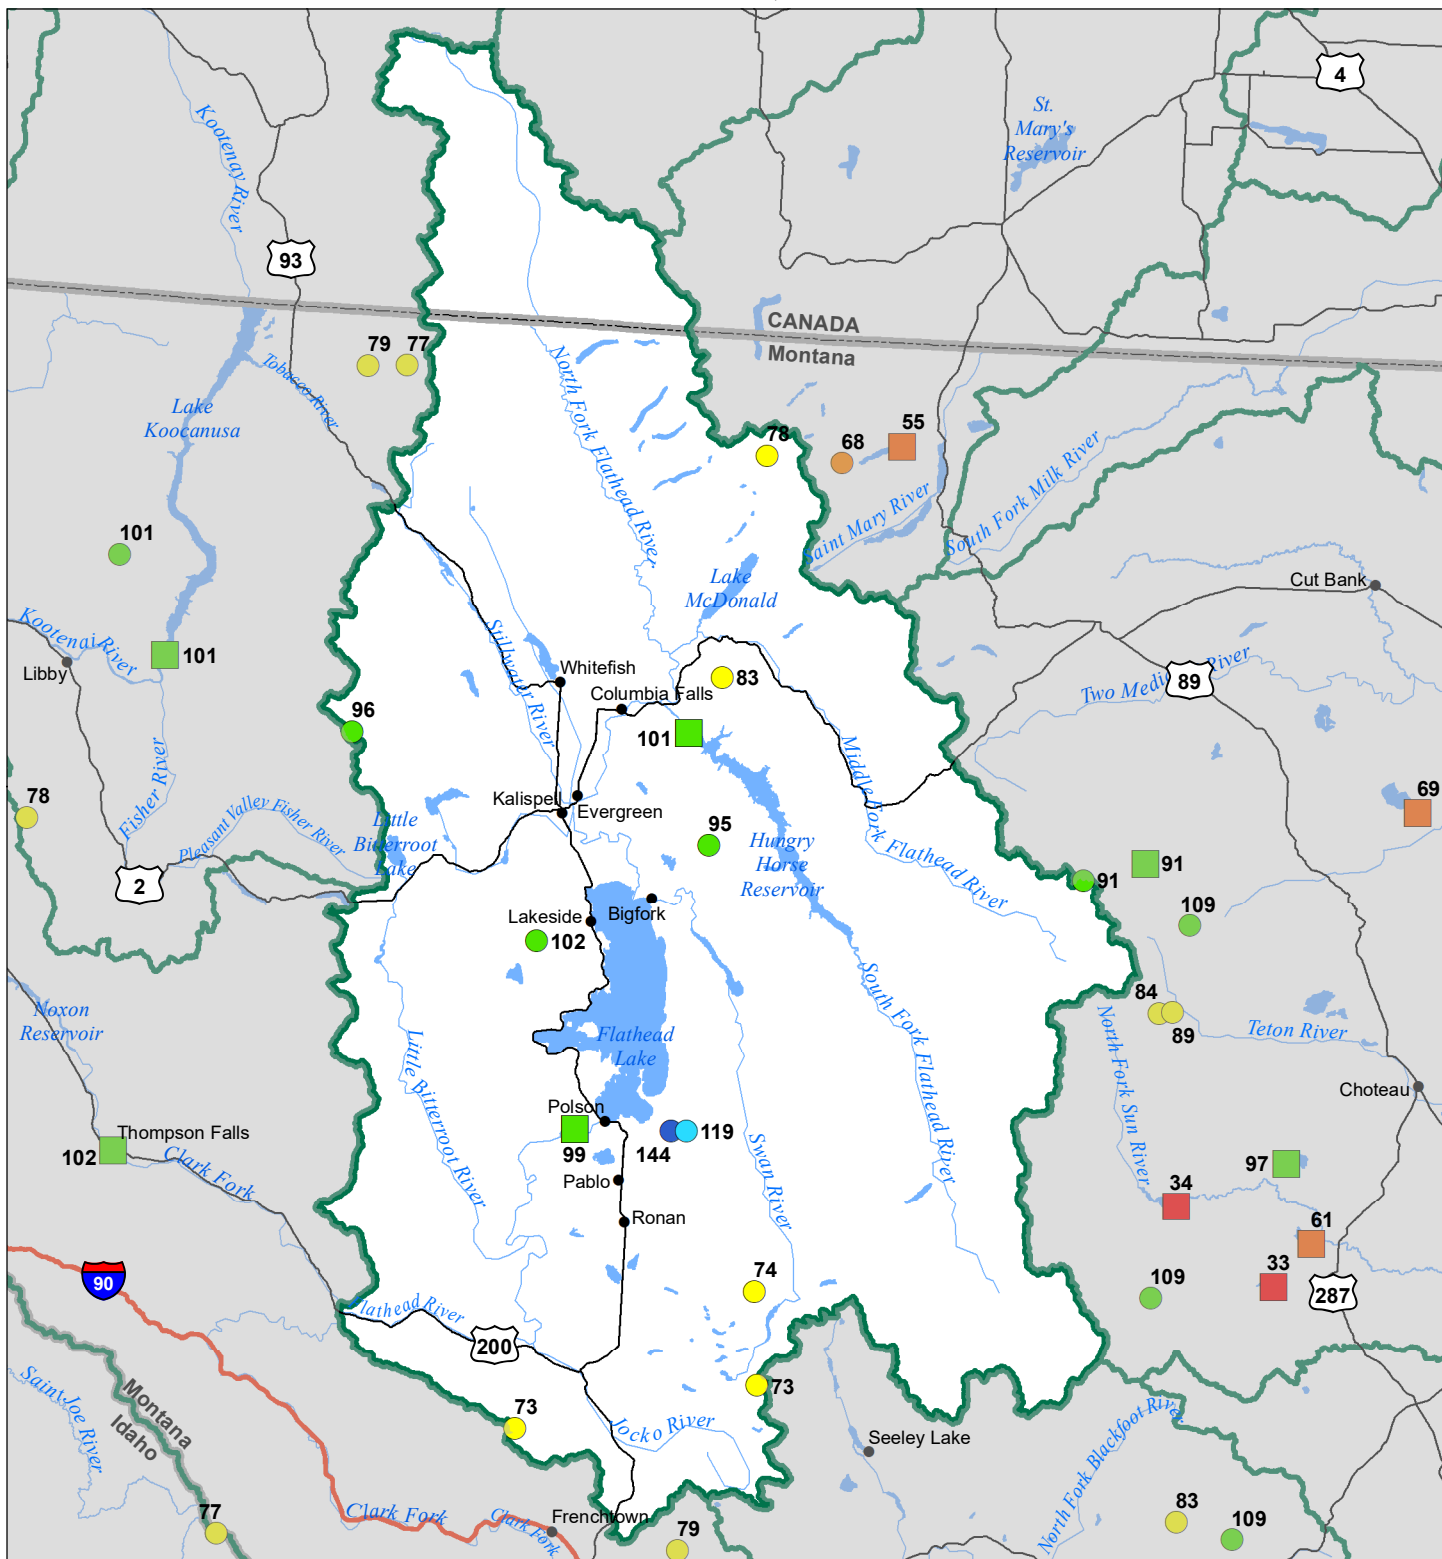 4
St.
Mary's
Reservoir
Kootenay River
93
CANADA
Montana
79
77
Tobacco River
Lake
Koocanusa
North Fork Flathead River
78
68
55
Saint Mary River
South Fork Milk River
101
Lake
McDonald
Cut Bank
Kootenai River
Libby
101
Stillwater River
Whitefish
Columbia Falls
83
Two Medic River
89
96
101
Middle Fork Flathead River
78
Fisher River
Pleasant Valley Fisher River
Little
Bitterroot
Lake
Kalispell
Evergreen
95
Hungry
Horse
Reservoir
69
2
91
91
Lakeside
Bigfork
102
109
South Fork Flathead River
Noxon
Reservoir
84
89
North Fork Sun River
Teton River
Little Bitterroot River
Flathead
Lake
Choteau
Thompson Falls
102
Clark Fork
Polson
99
144
119
Swan River
Pablo
97
34
Ronan
61
90
74
109
33
287
Flathead River
200
Saint Joe River
Montana
Idaho
73
73
Jocko River
Seeley Lake
North Fork Blackfoot River
77
Clark Fork
Clark Fork
Frenchtown
79
83
109